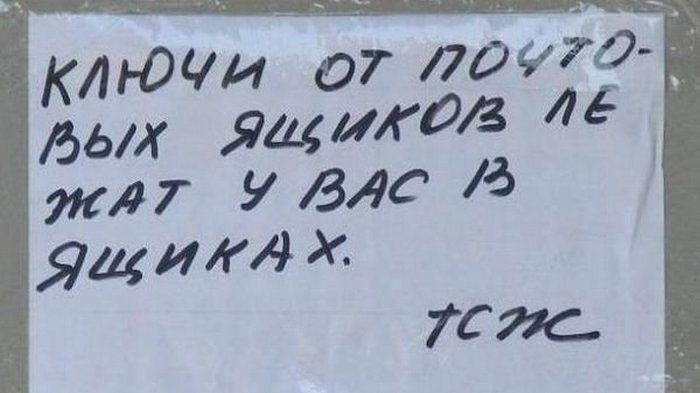 КЛЮЧИ ОТ ПОЧТО-
ВЫХ ЯЩИКОВ ЛЕ
ЖАТ У ВАС В
ЯЩИКАХ.
ТСЖ